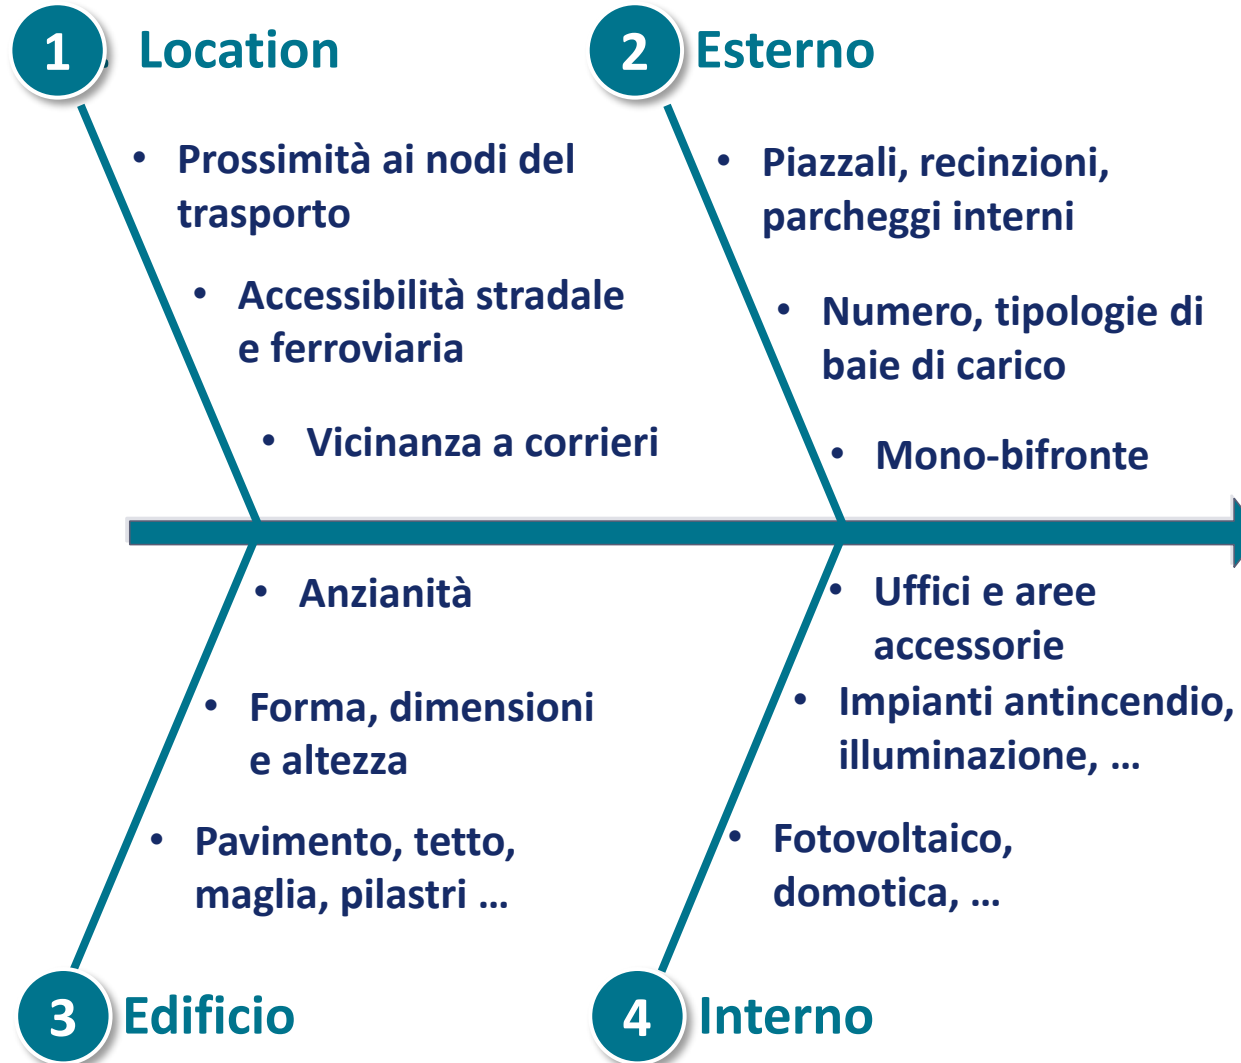 1 Location
• Prossimità ai nodi del
trasporto
• Accessibilità stradale
e ferroviaria
• Vicinanza a corrieri
2 Esterno
• Piazzali, recinzioni,
parcheggi interni
• Numero, tipologie di
baie di carico
• Mono-bifronte
• Anzianità
• Forma, dimensioni
e altezza
• Pavimento, tetto,
maglia, pilastri ...
3 Edificio
• Uffici e aree
accessorie
• Impianti antincendio,
illuminazione, ...
• Fotovoltaico,
domotica, ...
4 Interno